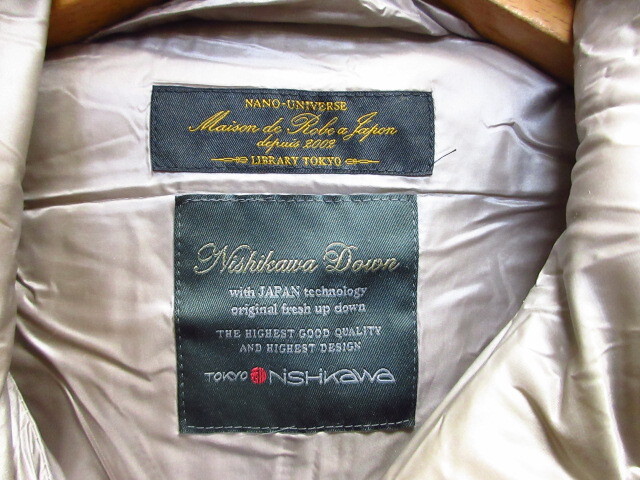 NANO-UNIVERSE
Maison de Robe a Japon
depuis 2002
LIBRARY TOKYO
Nishikawa Down
with JAPAN technology
original fresh up down
THE HIGHEST GOOD QUALITY
AND HIGHEST DESIGN
TOKYO NiSHiKaWa